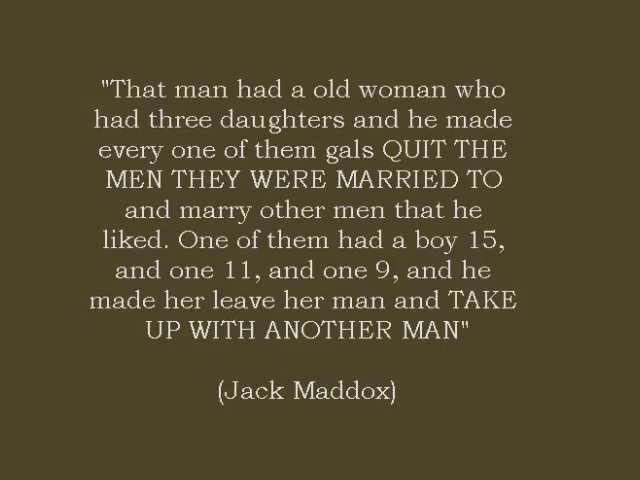 "That man had a old woman who
had three daughters and he made
every one of them gals QUIT THE
MEN THEY WERE MARRIED TO
and marry other men that he
liked. One of them had a boy 15,
and one 11, and one 9, and he
made her leave her man and TAKE
UP WITH ANOTHER MAN"
(Jack Maddox)